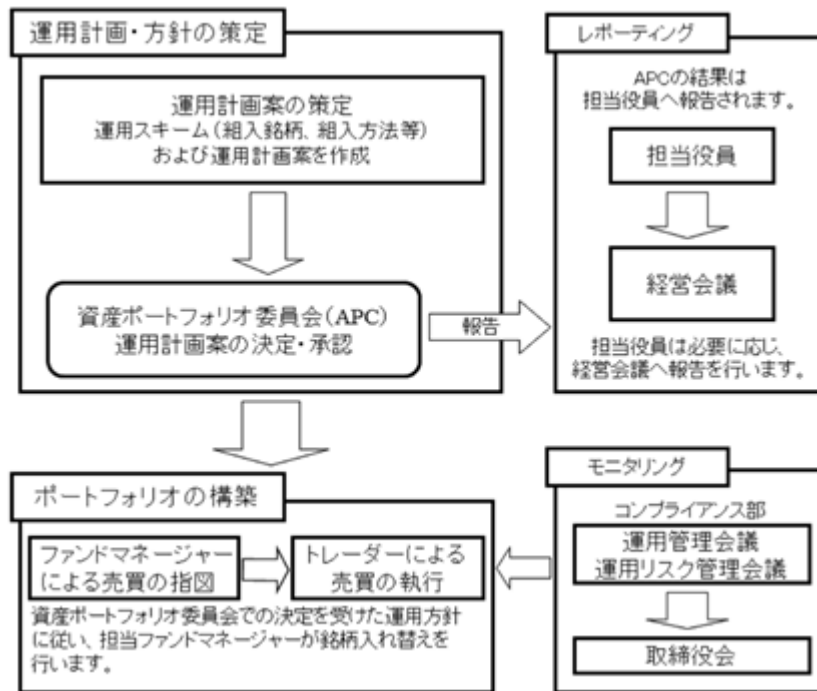 運用計画・方針の策定
運用計画案の策定
運用スキーム（組入銘柄、組入方法等）
および運用計画案を作成
資産ポートフォリオ委員会（APC）
運用計画案の決定・承認
報告
レポーティング
APCの結果は
担当役員へ報告されます。
担当役員
経営会議
担当役員は必要に応じ、
経営会議へ報告を行います。
ポートフォリオの構築
ファンドマネージャー
による売買の指図
トレーダーによる
売買の執行
資産ポートフォリオ委員会での決定を受けた運用方針
に従い、担当ファンドマネージャーが銘柄入れ替えを
行います。
モニタリング
コンプライアンス部
運用管理会議
運用リスク管理会議
取締役会